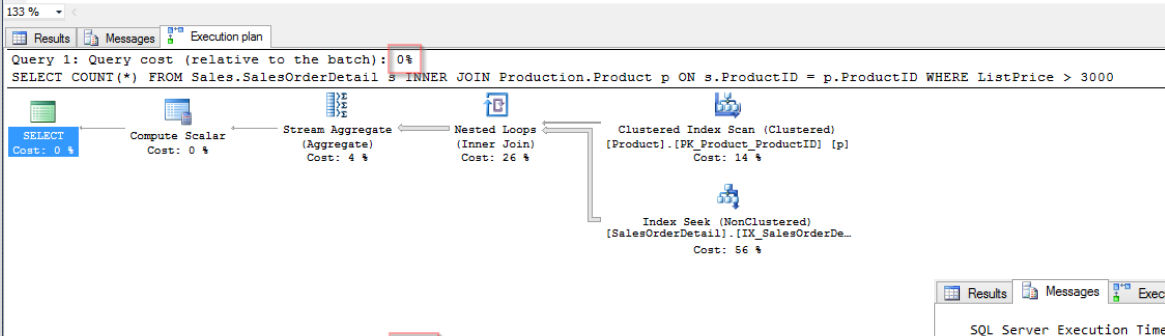 133 %
Results Messages Execution plan
Query 1: Query cost (relative to the batch): 0%
SELECT COUNT(*) FROM Sales.SalesOrderDetail s INNER JOIN Production.Product p ON s.ProductID = p.ProductID WHERE ListPrice > 3000
SELECT
Cost: 0 %
Compute Scalar
Cost: 0 %
Stream Aggregate
(Aggregate)
Cost: 4 %
Nested Loops
(Inner Join)
Cost: 26 %
Clustered Index Scan (Clustered)
[Product].[PK_Product_ProductID] [p]
Cost: 14 %
Index Seek (NonClustered)
[SalesOrderDetail].[IX_SalesOrderDe…
Cost: 56 %
Results Messages Exec
SQL Server Execution Time